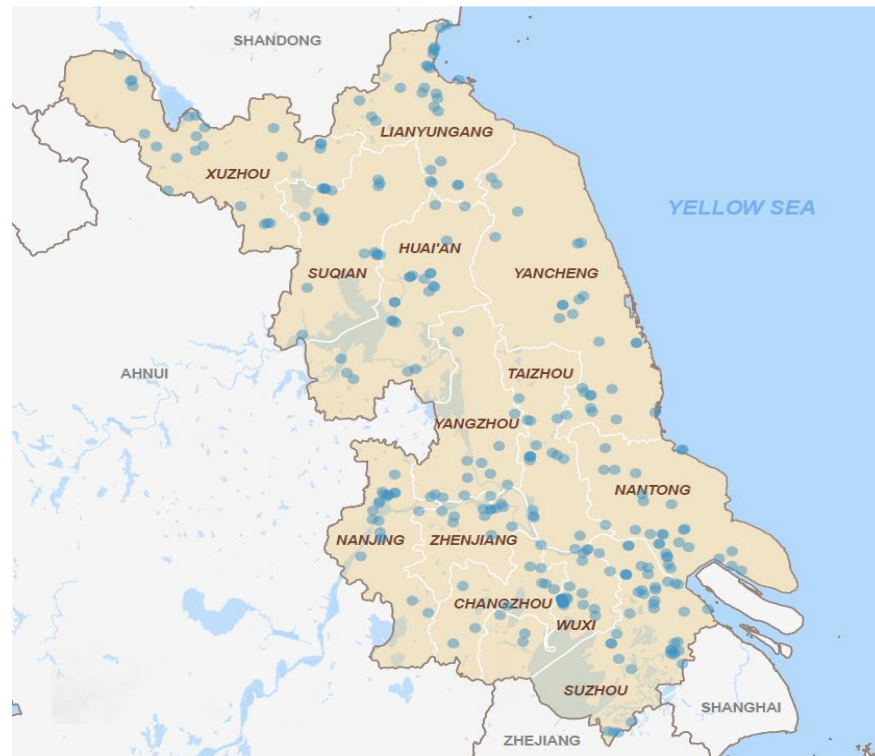 SHANDONG
LIANYUNGANG
XUZHOU
YELLOW SEA
HUAI'AN
SUQIAN
YANCHENG
AHNUI
TAIZHOU
YANGZHOU
NANTONG
NANJING
ZHENJIANG
CHANGZHOU
WUXI
SUZHOU
SHANGHAI
ZHEJIANG